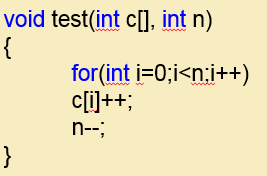 void test(int c[], int n)
{
for(int i=0;i<n;i++)
c[i]++;
n--;
}